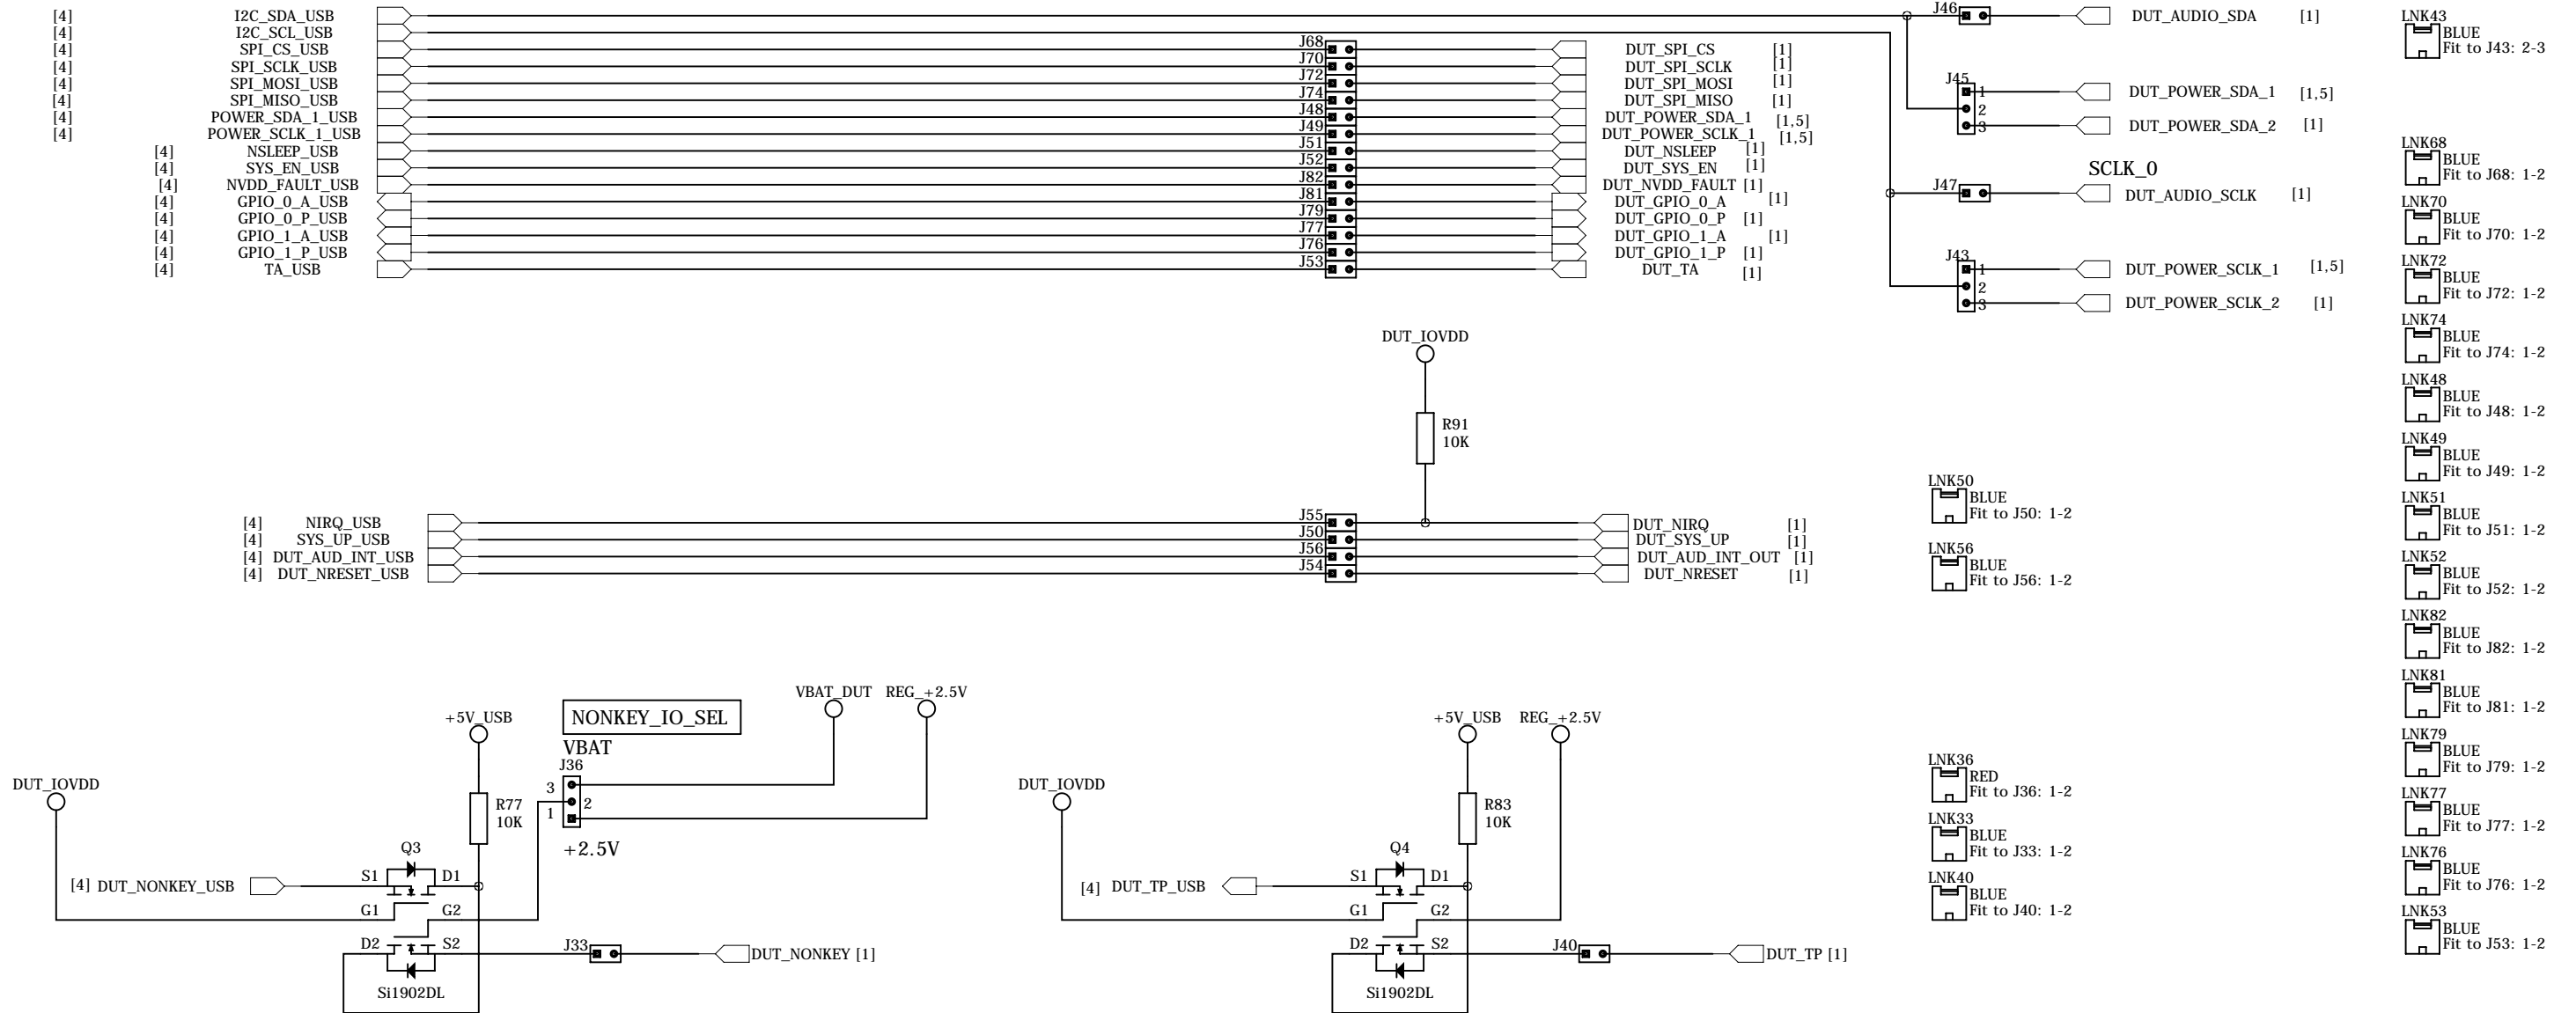 [4] I2C_SDA_USB J46 DUT_AUDIO_SDA [1]
[4] I2C_SCL_USB
[4] SPI_CS_USB J68 DUT_SPI_CS [1]
[4] SPI_SCLK_USB J70 DUT_SPI_SCLK [1]
[4] SPI_MOSI_USB J72 DUT_SPI_MOSI [1]
[4] SPI_MISO_USB J74 DUT_SPI_MISO [1]
[4] POWER_SDA_1_USB J48 DUT_POWER_SDA_1 [1,5]
[4] POWER_SCLK_1_USB J49 DUT_POWER_SCLK_1 [1,5]
[4] NSLEEP_USB J51 DUT_NSLEEP [1]
[4] SYS_EN_USB J52 DUT_SYS_EN [1]
[4] NVDD_FAULT_USB J82 DUT_NVDD_FAULT [1]
[4] GPIO_0_A_USB J81 DUT_GPIO_0_A [1]
[4] GPIO_0_P_USB J79 DUT_GPIO_0_P [1]
[4] GPIO_1_A_USB J77 DUT_GPIO_1_A [1]
[4] GPIO_1_P_USB J76 DUT_GPIO_1_P [1]
[4] TA_USB J53 DUT_TA [1]
J45
1 DUT_POWER_SDA_1 [1,5]
2
3 DUT_POWER_SDA_2 [1]
SCLK_0
J47 DUT_AUDIO_SCLK [1]
J43
1 DUT_POWER_SCLK_1 [1,5]
2
3 DUT_POWER_SCLK_2 [1]
DUT_IOVDD
R91
10K
[4] NIRQ_USB J55 DUT_NIRQ [1]
[4] SYS_UP_USB J50 DUT_SYS_UP [1]
[4] DUT_AUD_INT_USB J56 DUT_AUD_INT_OUT [1]
[4] DUT_NRESET_USB J54 DUT_NRESET [1]
DUT_IOVDD
+5V_USB
R77
10K
NONKEY_IO_SEL
VBAT
J36
3
2
1
+2.5V
VBAT_DUT REG_+2.5V
Q3
[4] DUT_NONKEY_USB S1 D1
G1 G2
D2 S2 J33 DUT_NONKEY [1]
Si1902DL
DUT_IOVDD
+5V_USB REG_+2.5V
R83
10K
Q4
[4] DUT_TP_USB S1 D1
G1 G2
D2 S2 J40 DUT_TP [1]
Si1902DL
LNK50
BLUE
Fit to J50: 1-2
LNK56
BLUE
Fit to J56: 1-2
LNK36
RED
Fit to J36: 1-2
LNK33
BLUE
Fit to J33: 1-2
LNK40
BLUE
Fit to J40: 1-2
LNK43
BLUE
Fit to J43: 2-3
LNK68
BLUE
Fit to J68: 1-2
LNK70
BLUE
Fit to J70: 1-2
LNK72
BLUE
Fit to J72: 1-2
LNK74
BLUE
Fit to J74: 1-2
LNK48
BLUE
Fit to J48: 1-2
LNK49
BLUE
Fit to J49: 1-2
LNK51
BLUE
Fit to J51: 1-2
LNK52
BLUE
Fit to J52: 1-2
LNK82
BLUE
Fit to J82: 1-2
LNK81
BLUE
Fit to J81: 1-2
LNK79
BLUE
Fit to J79: 1-2
LNK77
BLUE
Fit to J77: 1-2
LNK76
BLUE
Fit to J76: 1-2
LNK53
BLUE
Fit to J53: 1-2